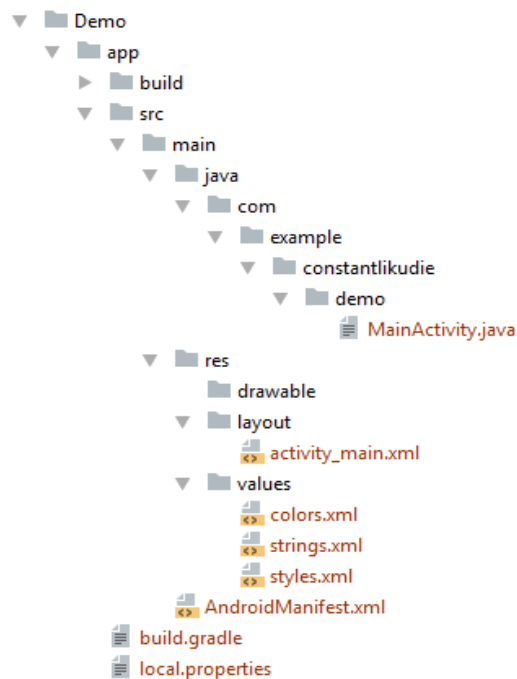 Demo
app
build
src
main
java
com
example
constantlikudie
demo
MainActivity.java
res
drawable
layout
activity_main.xml
values
colors.xml
strings.xml
styles.xml
AndroidManifest.xml
build.gradle
local.properties